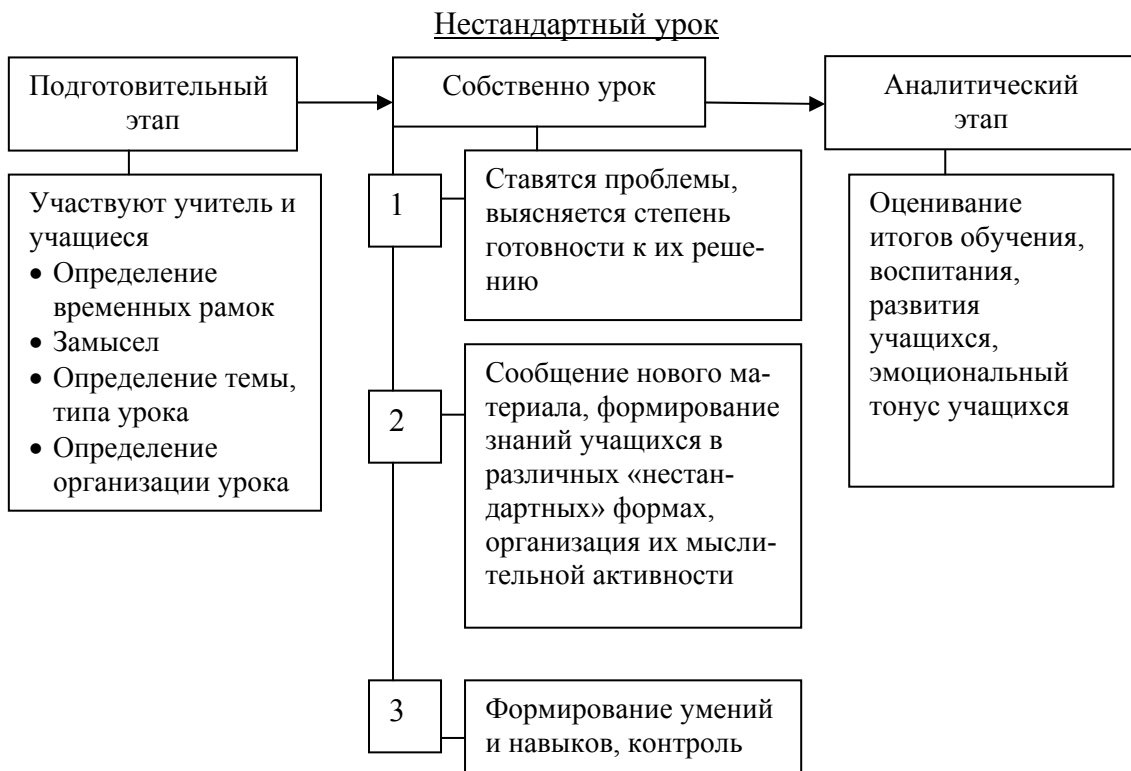 Нестандартный урок
Подготовительный
этап
Собственно урок
Аналитический
этап
Участвуют учитель и
учащиеся
• Определение
временных рамок
• Замысел
• Определение темы,
типа урока
• Определение
организации урока
1
Ставятся проблемы,
выясняется степень
готовности к их реше-
нию
2
Сообщение нового ма-
териала, формирование
знаний учащихся в
различных «нестан-
дартных» формах,
организация их мысли-
тельной активности
3
Формирование умений
и навыков, контроль
Оценивание
итогов обучения,
воспитания,
развития
учащихся,
эмоциональный
тонус учащихся